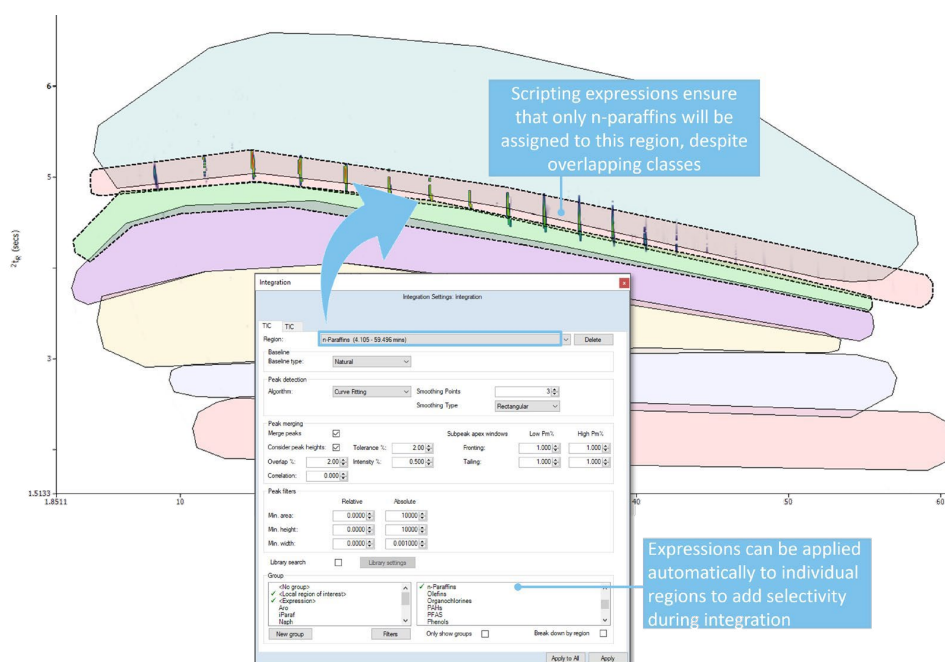 6
5
3
1.5133
²tR (secs)
1.8511
10
40
50
60
Scripting expressions ensure
that only n-paraffins will be
assigned to this region, despite
overlapping classes
Integration
x
Integration Settings: Integration
TIC TIC
Region: n-Paraffins (4.105 - 59.496 mins) Delete
Baseline
Baseline type: Natural
Peak detection
Algorithm: Curve Fitting Smoothing Points 3
Smoothing Type Rectangular
Peak merging
Merge peaks Subpeak apex windows Low Pm% High Pm%
Consider peak heights: Tolerance %: 2.00 Fronting: 1.000 1.000
Overlap %: 2.00 Intensity %: 0.500 Tailing: 1.000 1.000
Correlation: 0.000
Peak filters
Relative Absolute
Min. area: 0.0000 10000
Min. height: 0.0000 10000
Min. width: 0.0000 0.001000
Library search Library settings
Group
<No group> n-Paraffins
<Local region of interest> Olefins
<Expression> Organochlorines
Aro PAHs
iParaf PFAS
Naph Phenols
New group Filters Only show groups Break down by region
Apply to All Apply
Expressions can be applied
automatically to individual
regions to add selectivity
during integration